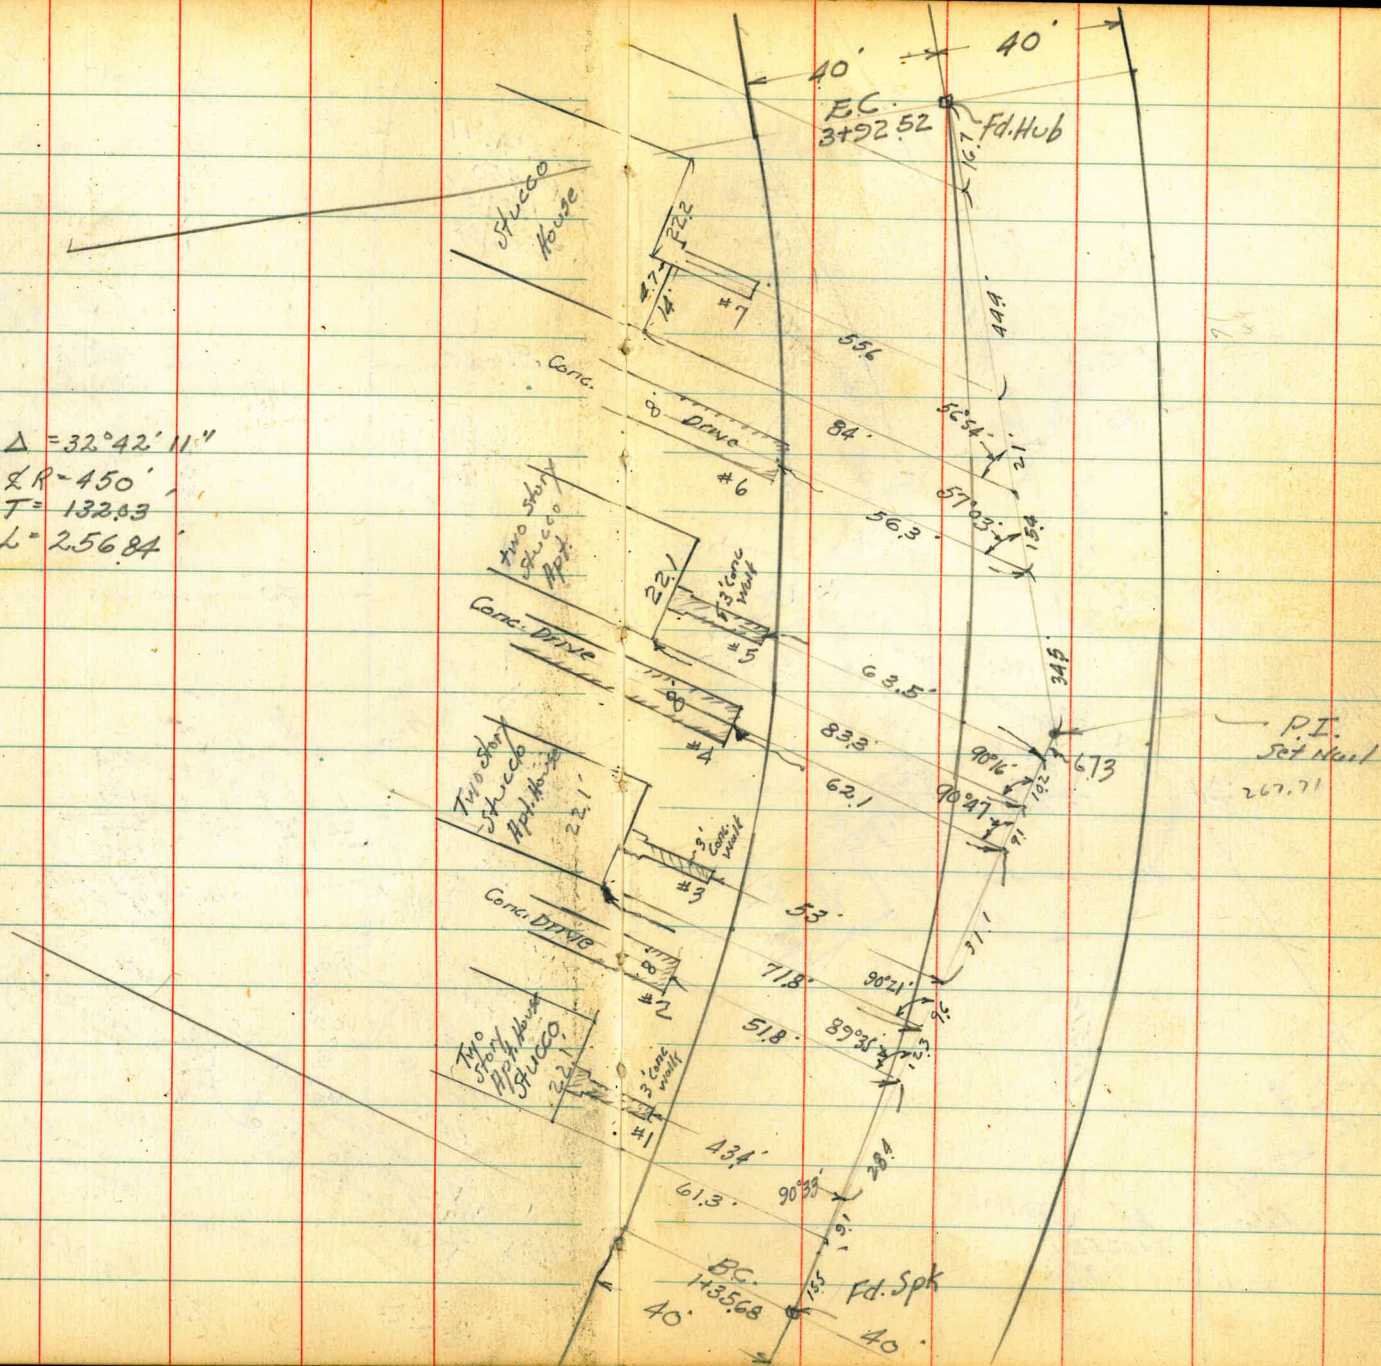 40'
40'
E.C.
3+92.52
Fd. Hub
16.7
Stucco
House
22.2
4.7
14'
#7
44.4'
55.6
Conc.
8'
Drive
#6
84'
56°54'
21.
57°03'
15.4
56.3
Δ = 32°42'11"
℄ R = 450'
T = 132.03'
L = 256.84'
two story
Stucco
Apt.
22.1
3' Conc
Walk
#5
63.5'
34.5'
Conc. Drive
8
#4
83.3
90°16'
10.2
6.73
P.I.
Set Nail
267.71
62.1
90°47'
9.1
Two Story
Stucco
Apt. House
22.1'
3'
Conc.
Walk
#3
53'
31.1
Conc. Drive
8
#2
71.8'
90°21'
9.6
51.8'
89°35'
12.3
Two
Story
Apt. House
Stucco
22.1'
3' Conc
walk
#1
43.4'
28.4
61.3'
90°33'
9.1
B.C.
1+35.68
15.5
Fd. Spk
40'
40'